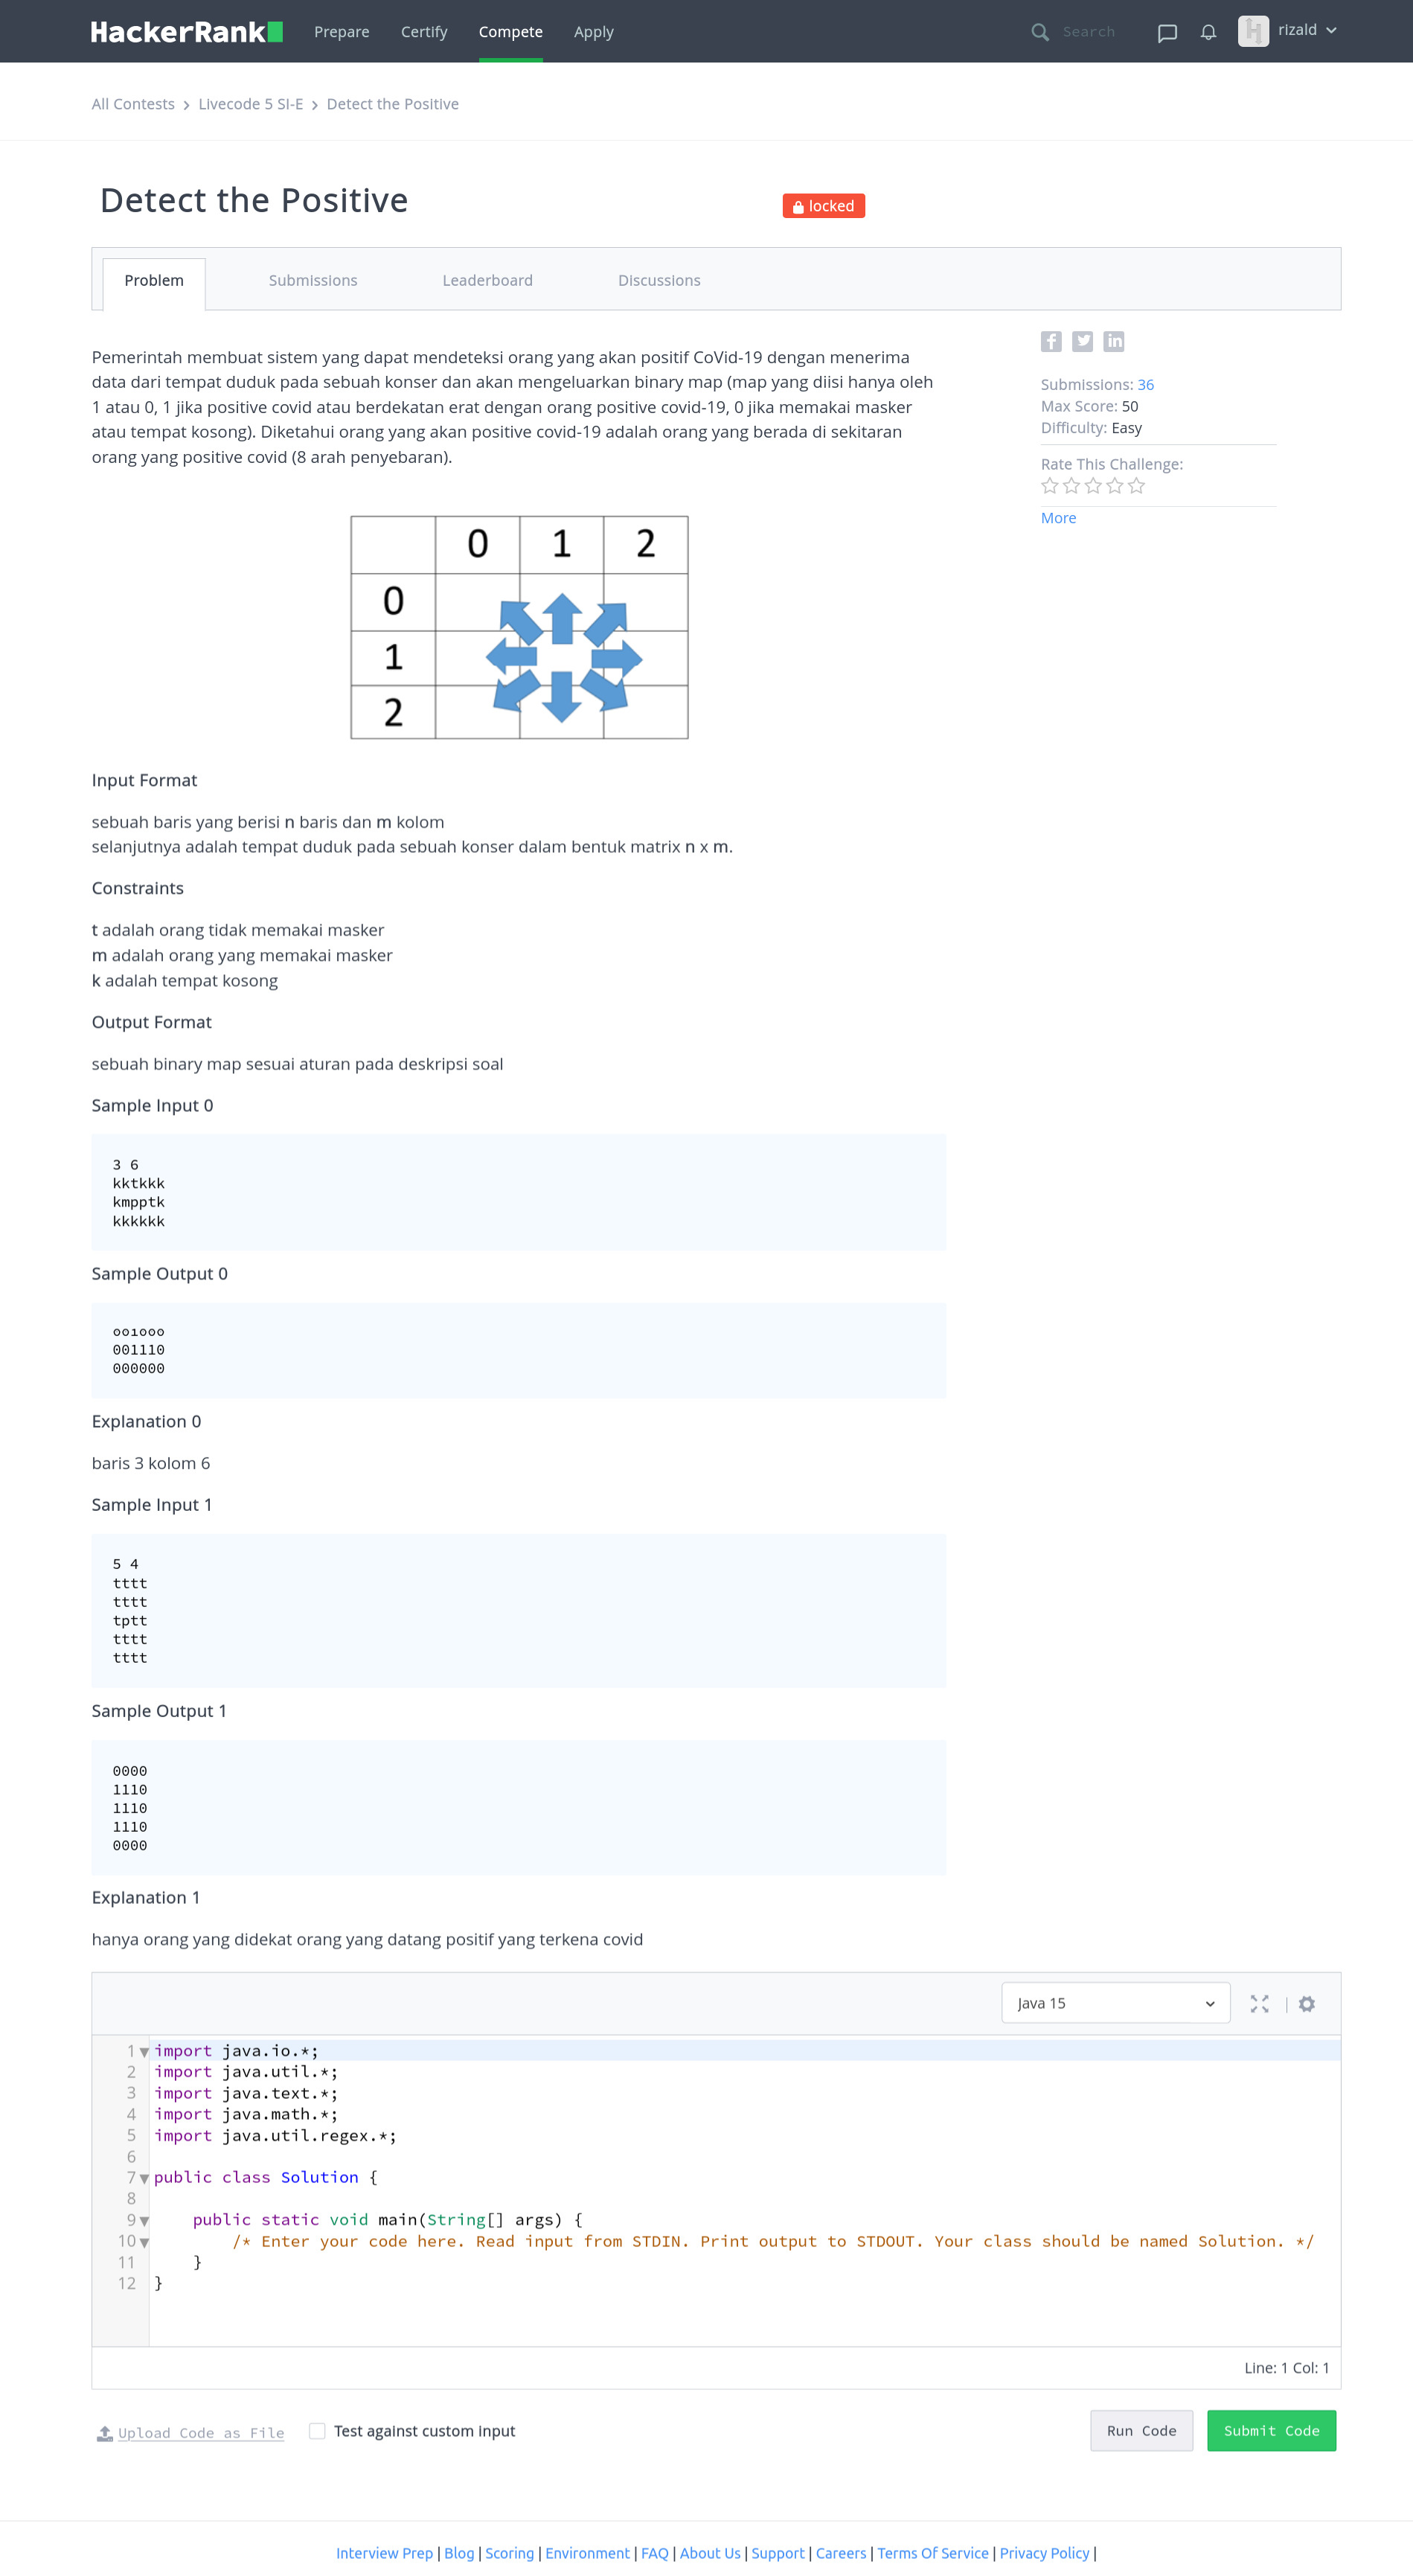 HackerRank Prepare Certify Compete Apply Search rizald
All Contests > Livecode 5 SI-E > Detect the Positive
Detect the Positive
locked
Problem Submissions Leaderboard Discussions
Pemerintah membuat sistem yang dapat mendeteksi orang yang akan positif CoVid-19 dengan menerima
data dari tempat duduk pada sebuah konser dan akan mengeluarkan binary map (map yang diisi hanya oleh
1 atau 0, 1 jika positive covid atau berdekatan erat dengan orang positive covid-19, 0 jika memakai masker
atau tempat kosong). Diketahui orang yang akan positive covid-19 adalah orang yang berada di sekitaran
orang yang positive covid (8 arah penyebaran).
Submissions: 36
Max Score: 50
Difficulty: Easy
Rate This Challenge:
More
0 1 2
0
1
2
Input Format
sebuah baris yang berisi n baris dan m kolom
selanjutnya adalah tempat duduk pada sebuah konser dalam bentuk matrix n x m.
Constraints
t adalah orang tidak memakai masker
m adalah orang yang memakai masker
k adalah tempat kosong
Output Format
sebuah binary map sesuai aturan pada deskripsi soal
Sample Input 0
3 6
kktkkk
kmpptk
kkkkkk
Sample Output 0
001000
001110
000000
Explanation 0
baris 3 kolom 6
Sample Input 1
5 4
tttt
tttt
tptt
tttt
tttt
Sample Output 1
0000
1110
1110
1110
0000
Explanation 1
hanya orang yang didekat orang yang datang positif yang terkena covid
Java 15
1 import java.io.*;
2 import java.util.*;
3 import java.text.*;
4 import java.math.*;
5 import java.util.regex.*;
6
7 public class Solution {
8
9 public static void main(String[] args) {
10 /* Enter your code here. Read input from STDIN. Print output to STDOUT. Your class should be named Solution. */
11 }
12 }
Line: 1 Col: 1
Upload Code as File Test against custom input Run Code Submit Code
Interview Prep | Blog | Scoring | Environment | FAQ | About Us | Support | Careers | Terms Of Service | Privacy Policy |